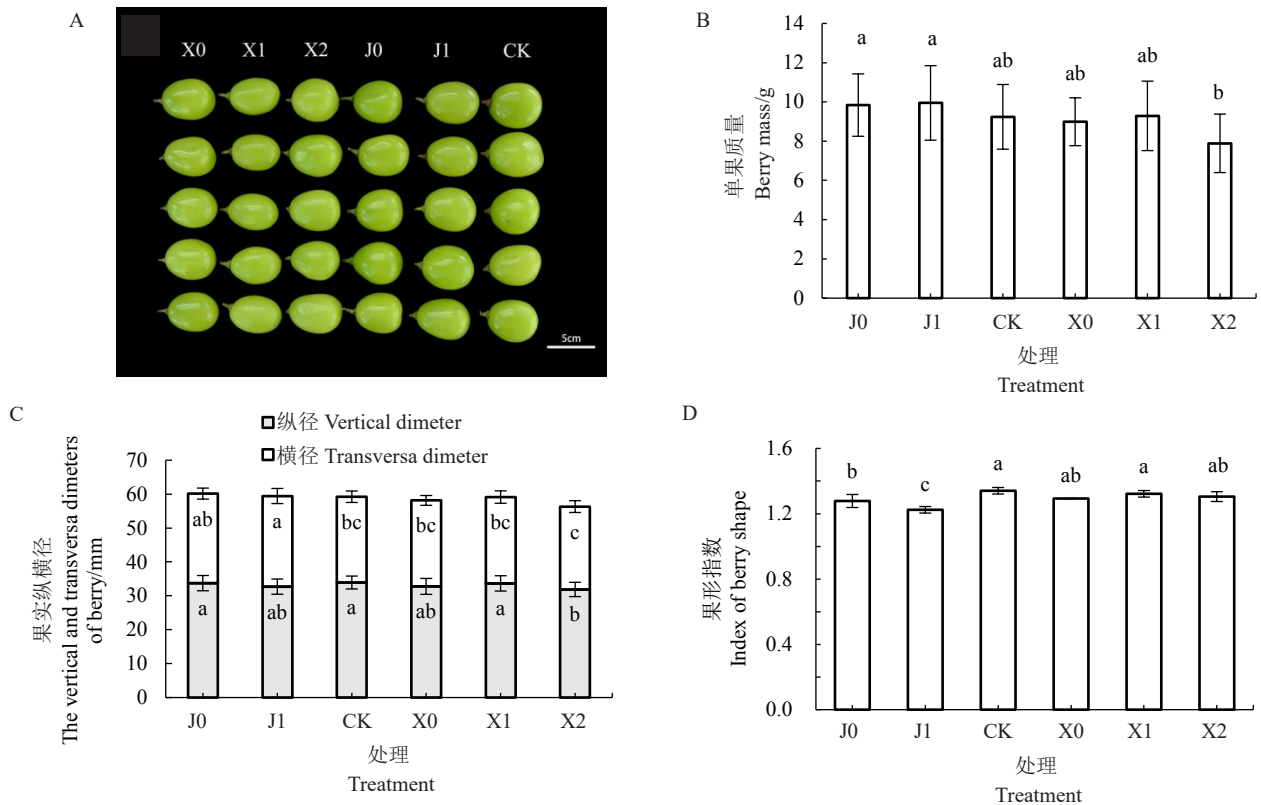 A
X0 X1 X2 J0 J1 CK
5cm
B
单果质量
Berry mass/g
14
12
10
8
6
4
2
0
a a ab ab ab b
J0 J1 CK X0 X1 X2
处理
Treatment
C
纵径 Vertical dimeter
横径 Transversa dimeter
果实纵横径
The vertical and transversa dimeters
of berry/mm
70
60
50
40
30
20
10
0
ab a bc bc bc c
a ab a ab a b
J0 J1 CK X0 X1 X2
处理
Treatment
D
果形指数
Index of berry shape
1.6
1.2
0.8
0.4
0.0
b c a ab a ab
J0 J1 CK X0 X1 X2
处理
Treatment